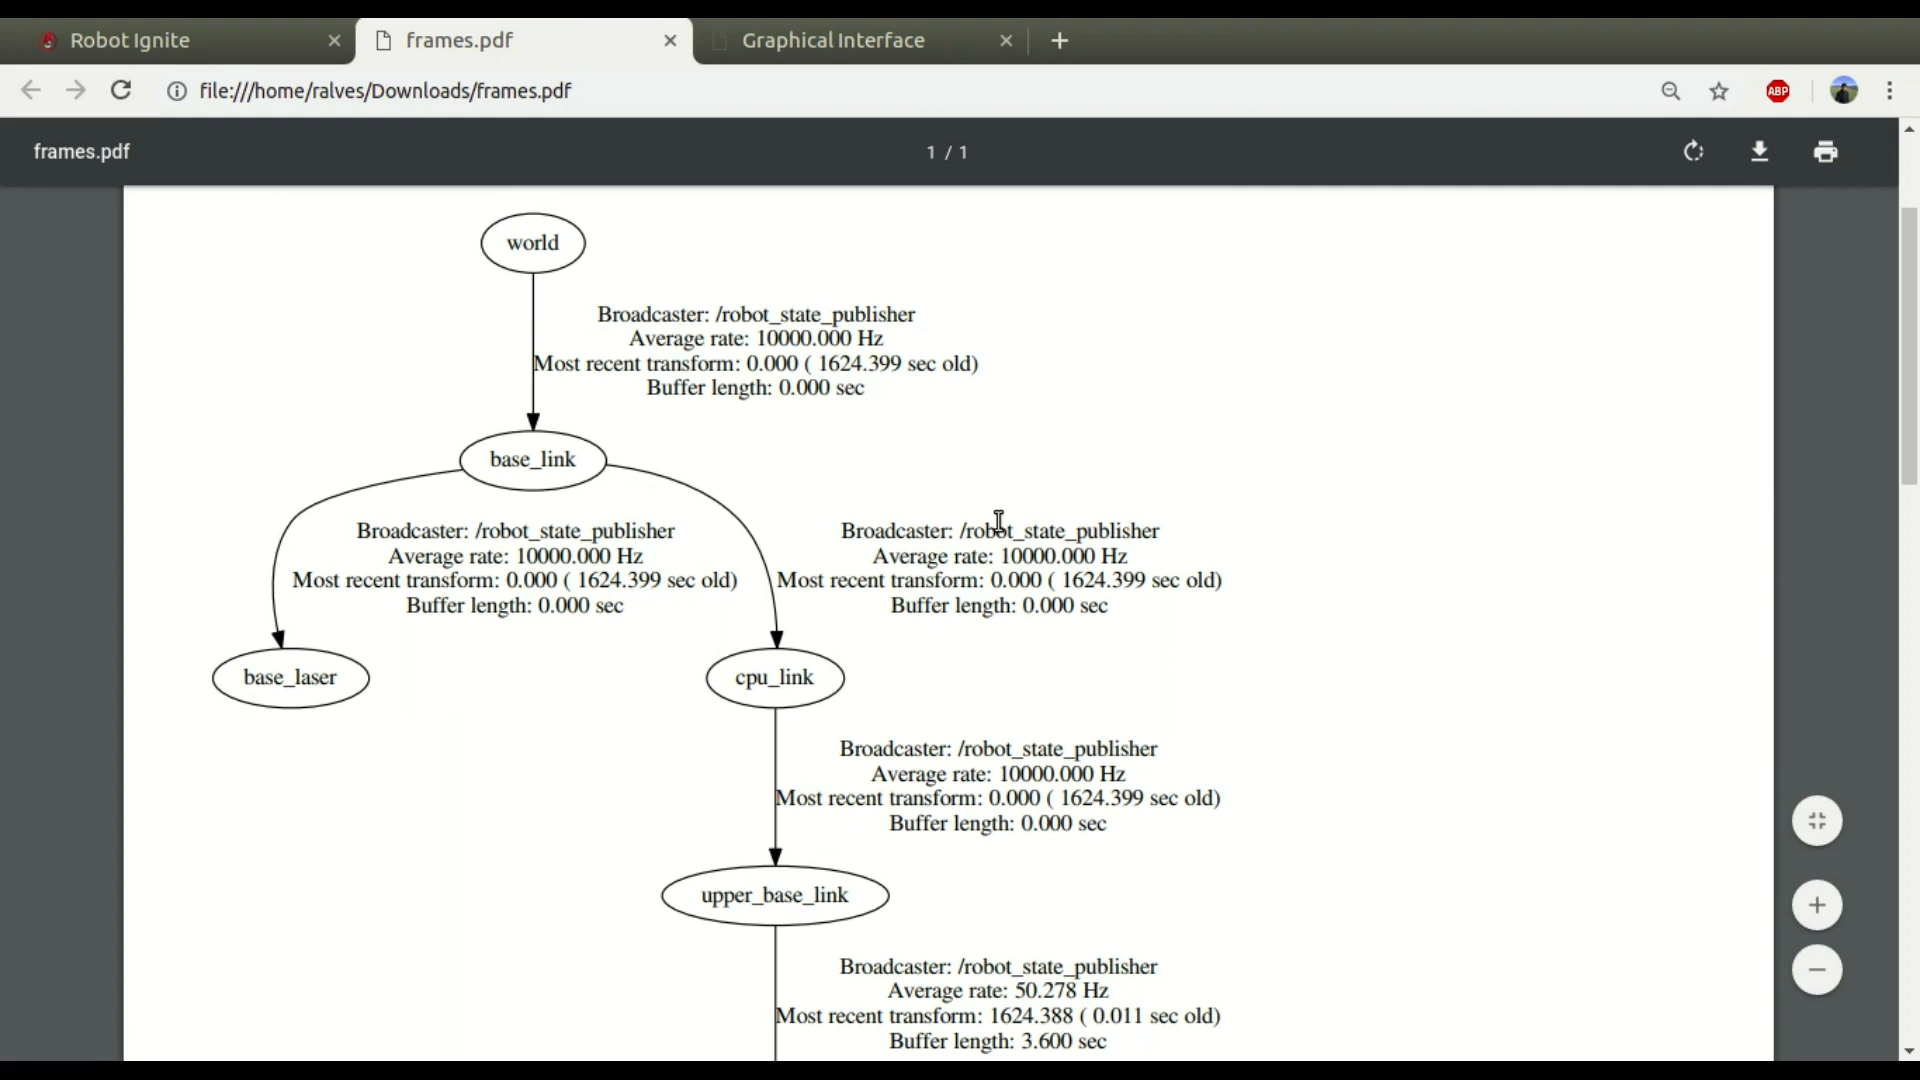 Robot Ignite
frames.pdf
Graphical Interface
file:///home/ralves/Downloads/frames.pdf
ABP
frames.pdf
1 / 1
world
Broadcaster: /robot_state_publisher
Average rate: 10000.000 Hz
Most recent transform: 0.000 ( 1624.399 sec old)
Buffer length: 0.000 sec
base_link
Broadcaster: /robot_state_publisher
Average rate: 10000.000 Hz
Most recent transform: 0.000 ( 1624.399 sec old)
Buffer length: 0.000 sec
Broadcaster: /robot_state_publisher
Average rate: 10000.000 Hz
Most recent transform: 0.000 ( 1624.399 sec old)
Buffer length: 0.000 sec
base_laser
cpu_link
Broadcaster: /robot_state_publisher
Average rate: 10000.000 Hz
Most recent transform: 0.000 ( 1624.399 sec old)
Buffer length: 0.000 sec
upper_base_link
Broadcaster: /robot_state_publisher
Average rate: 50.278 Hz
Most recent transform: 1624.388 ( 0.011 sec old)
Buffer length: 3.600 sec